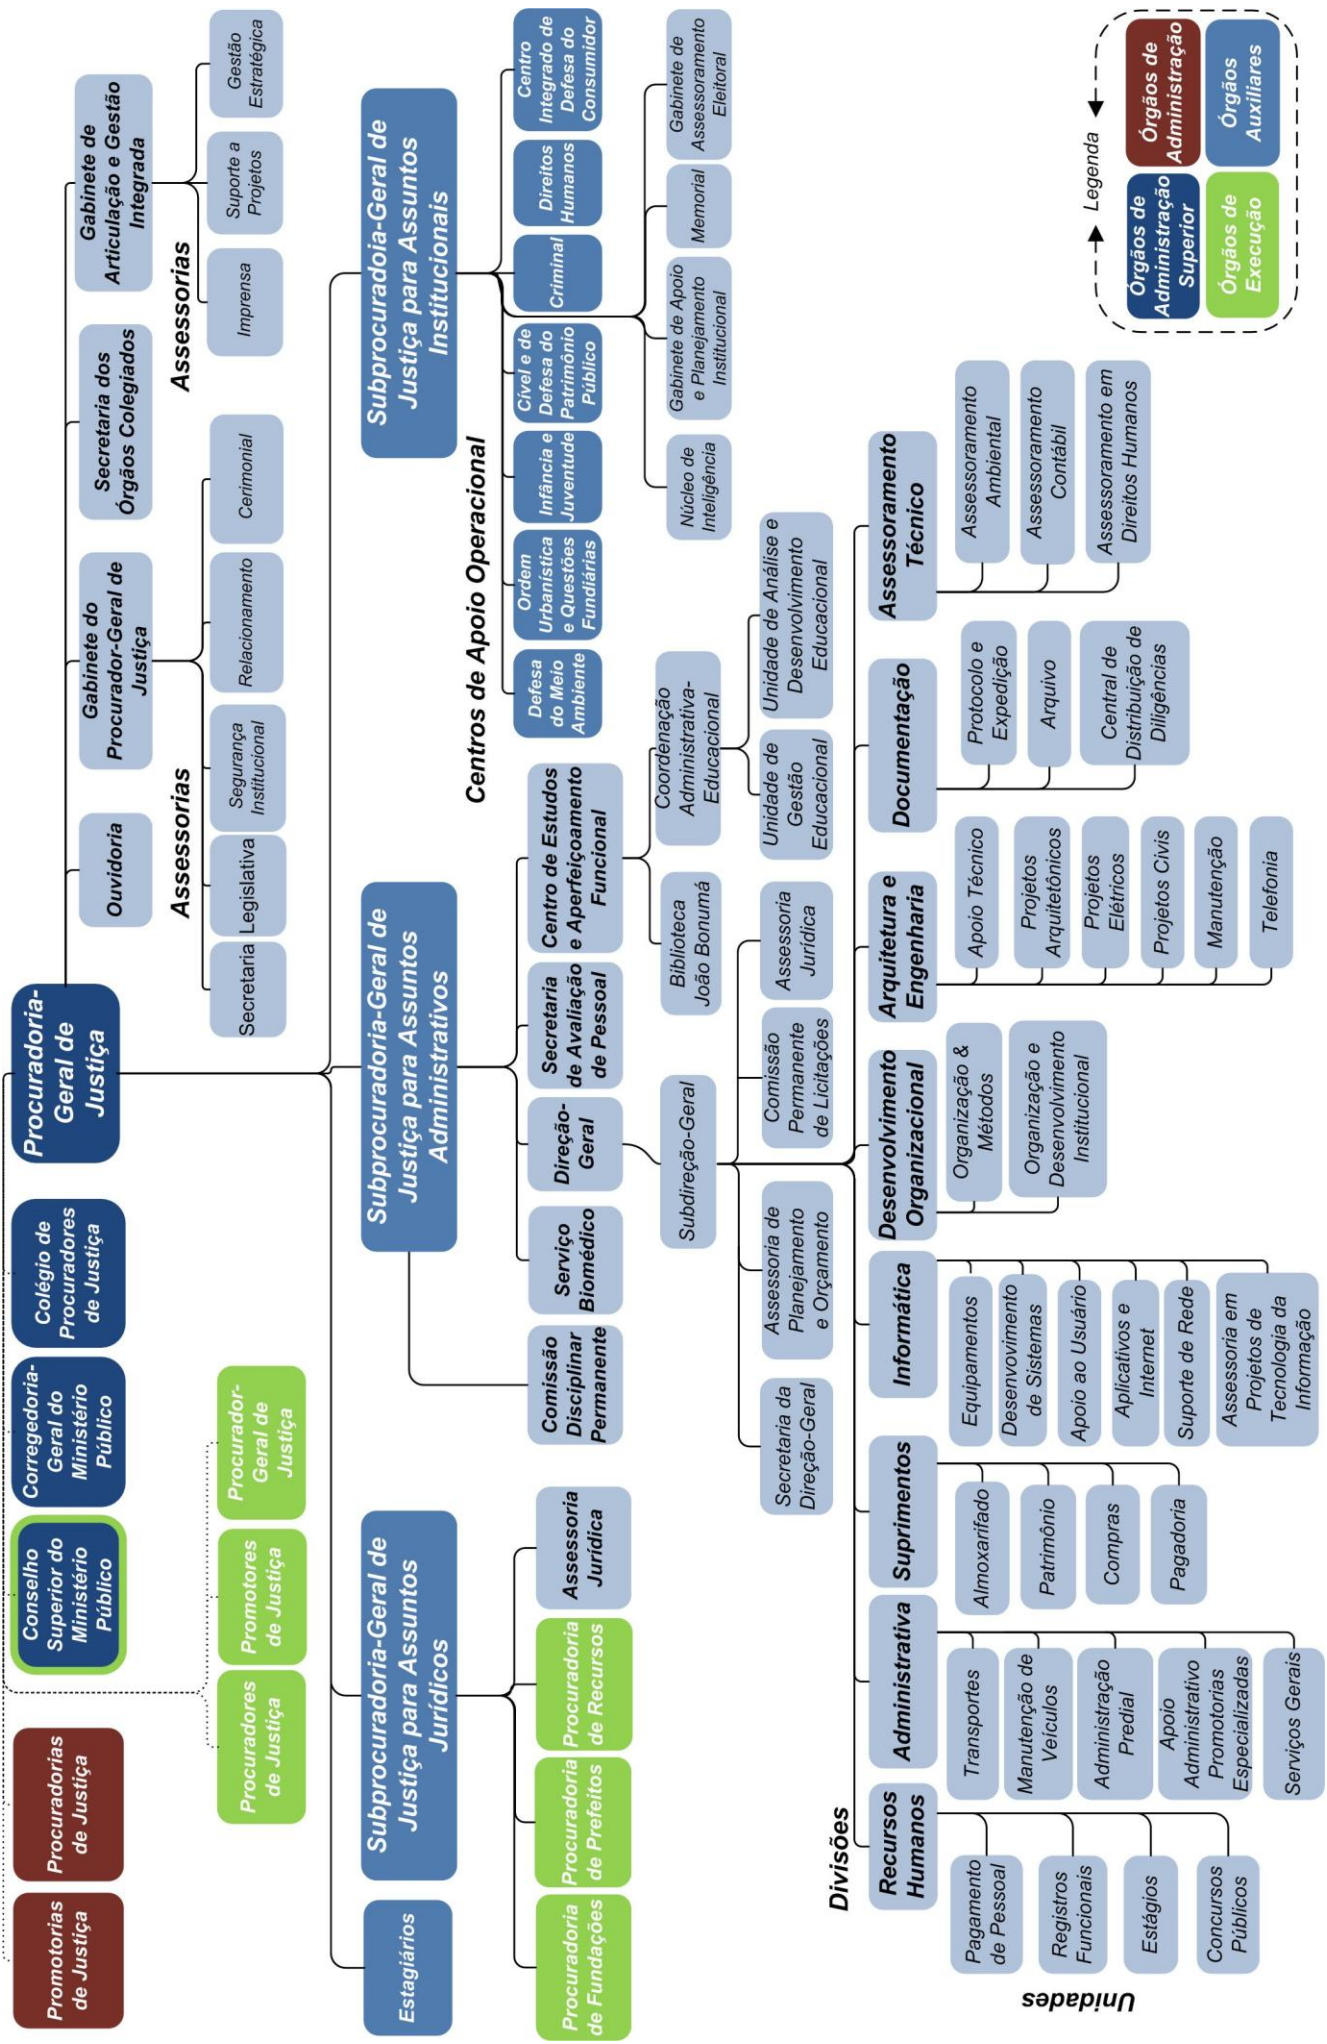 Promotorias
de Justiça
Procuradorias
de Justiça
Conselho
Superior do
Ministério
Público
Corregedoria-
Geral do
Ministério
Público
Colégio de
Procuradores
de Justiça
Procuradoria-
Geral de
Justiça
Ouvidoria
Gabinete do
Procurador-Geral de
Justiça
Secretaria dos
Órgãos Colegiados
Gabinete de
Articulação e Gestão
Integrada
Assessorias
Assessorias
Procuradores
de Justiça
Promotores
de Justiça
Procurador-
Geral de
Justiça
Secretaria
Legislativa
Segurança
Institucional
Relacionamento
Cerimonial
Imprensa
Suporte a
Projetos
Gestão
Estratégica
Estagiários
Subprocuradoria-Geral de
Justiça para Assuntos
Jurídicos
Subprocuradoria-Geral de
Justiça para Assuntos
Administrativos
Subprocuradoia-Geral de
Justiça para Assuntos
Institucionais
Centros de Apoio Operacional
Procuradoria
de Fundações
Procuradoria
de Prefeitos
Procuradoria
de Recursos
Assessoria
Jurídica
Comissão
Disciplinar
Permanente
Serviço
Biomédico
Direção-
Geral
Secretaria
de Avaliação
de Pessoal
Centro de Estudos
e Aperfeiçoamento
Funcional
Defesa
do Meio
Ambiente
Ordem
Urbanística
e Questões
Fundiárias
Infância e
Juventude
Cível e de
Defesa do
Patrimônio
Público
Criminal
Direitos
Humanos
Centro
Integrado de
Defesa do
Consumidor
Subdireção-Geral
Biblioteca
João Bonumá
Coordenação
Administrativa-
Educacional
Núcleo de
Inteligência
Gabinete de Apoio
e Planejamento
Institucional
Memorial
Gabinete de
Assessoramento
Eleitoral
Secretaria da
Direção-Geral
Assessoria de
Planejamento
e Orçamento
Comissão
Permanente
de Licitações
Assessoria
Jurídica
Unidade de
Gestão
Educacional
Unidade de Análise e
Desenvolvimento
Educacional
Divisões
Recursos
Humanos
Administrativa
Suprimentos
Informática
Desenvolvimento
Organizacional
Arquitetura e
Engenharia
Documentação
Assessoramento
Técnico
Unidades
Pagamento
de Pessoal
Registros
Funcionais
Estágios
Concursos
Públicos
Transportes
Manutenção de
Veículos
Administração
Predial
Apoio
Administrativo
Promotorias
Especializadas
Serviços Gerais
Almoxarifado
Patrimônio
Compras
Pagadoria
Equipamentos
Desenvovimento
de Sistemas
Apoio ao Usuário
Aplicativos e
Internet
Suporte de Rede
Assessoria em
Projetos de
Tecnologia da
Informação
Organização &
Métodos
Organização e
Desenvolvimento
Institucional
Apoio Técnico
Projetos
Arquitetônicos
Projetos
Elétricos
Projetos Civis
Manutenção
Telefonia
Protocolo e
Expedição
Arquivo
Central de
Distribuição de
Diligências
Assessoramento
Ambiental
Assessoramento
Contábil
Assessoramento em
Direitos Humanos
Legenda
Órgãos de
Administração
Superior
Órgãos de
Administração
Órgãos de
Execução
Órgãos
Auxiliares